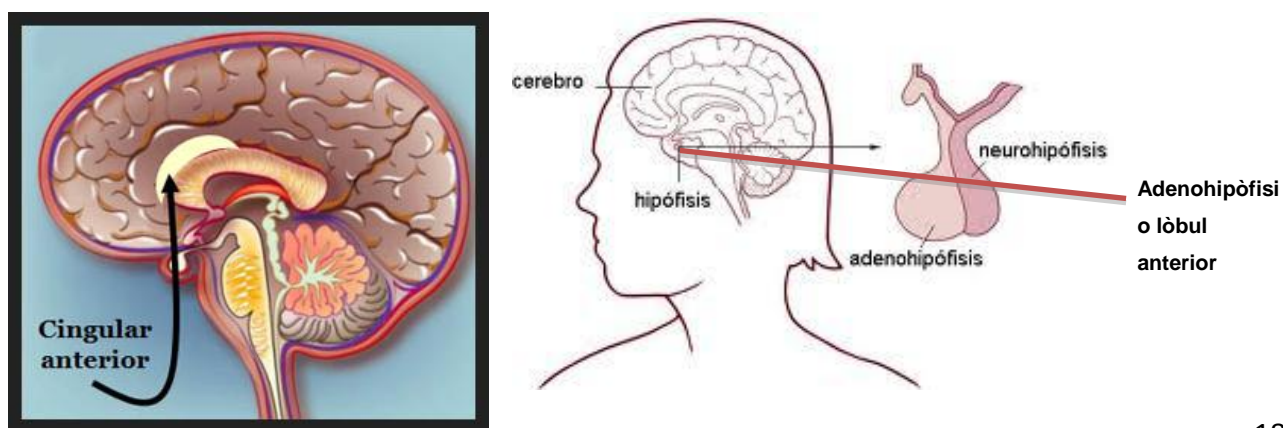 Cingular
anterior
cerebro
hipófisis
neurohipófisis
adenohipófisis
Adenohipòfisi
o lòbul
anterior